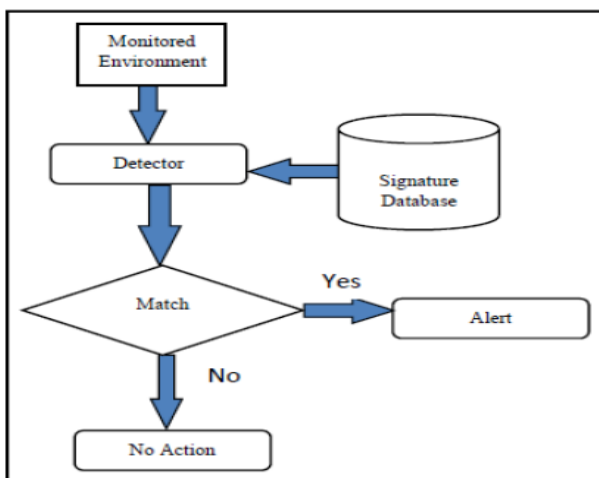 Monitored
Environment
Detector
Signature
Database
Match
Yes
Alert
No
No Action